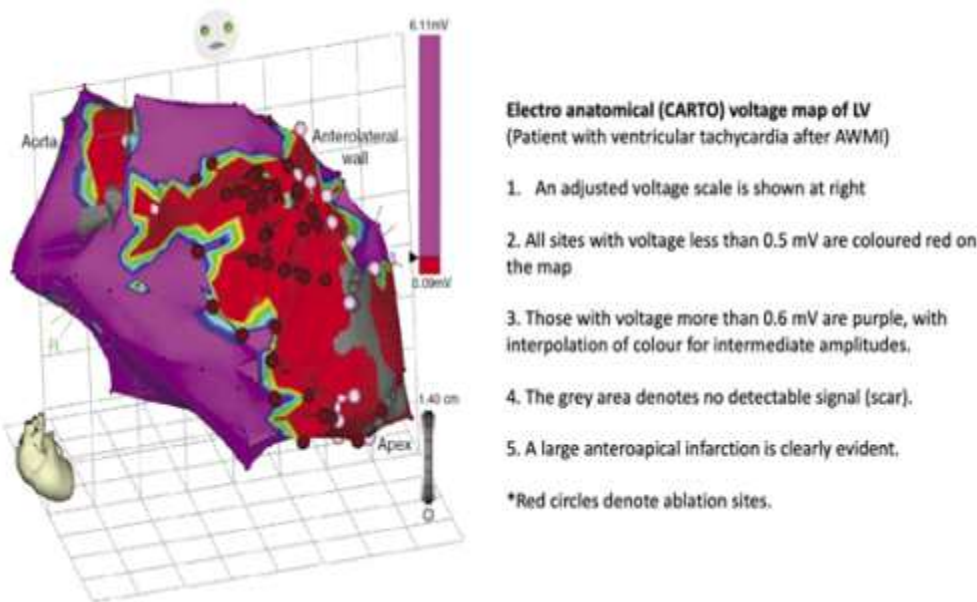 6.11mV
Aorta
Anterolateral
wall
0.09mV
1.40 cm
Apex
Electro anatomical (CARTO) voltage map of LV
(Patient with ventricular tachycardia after AWMI)
1. An adjusted voltage scale is shown at right
2. All sites with voltage less than 0.5 mV are coloured red on
the map
3. Those with voltage more than 0.6 mV are purple, with
interpolation of colour for intermediate amplitudes.
4. The grey area denotes no detectable signal (scar).
5. A large anteroapical infarction is clearly evident.
*Red circles denote ablation sites.